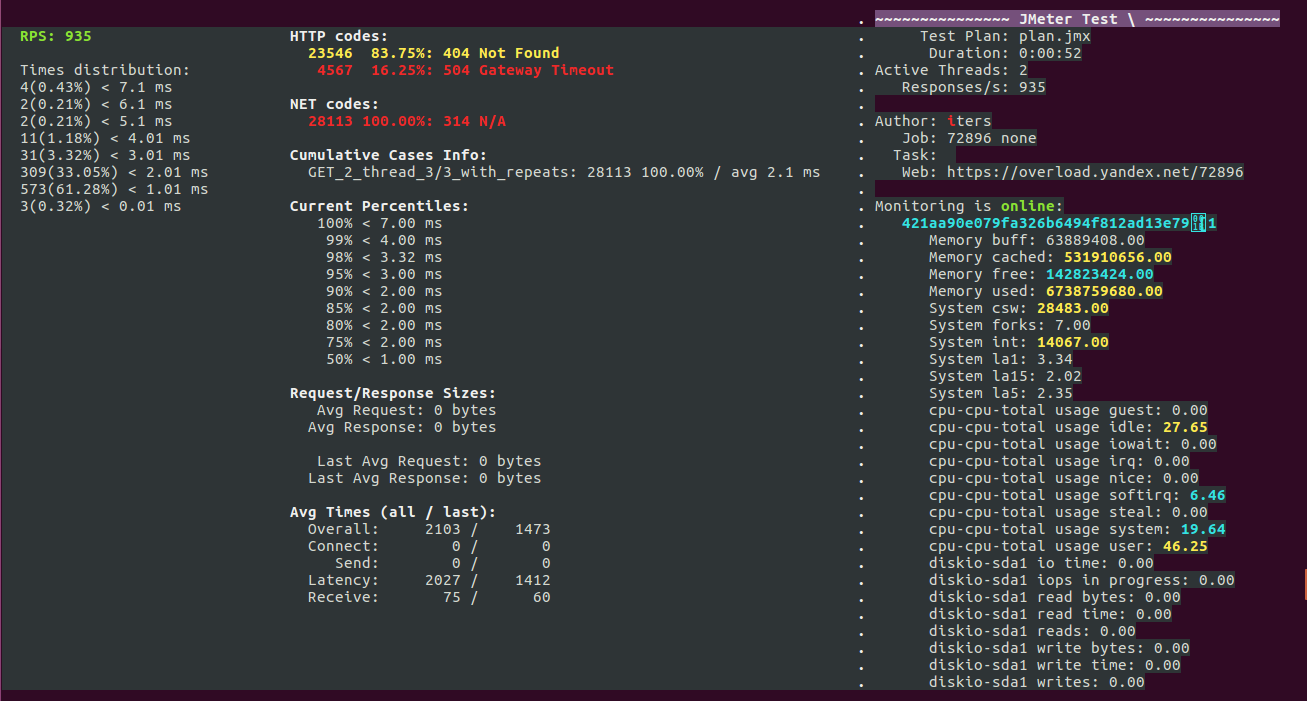 RPS: 935
Times distribution:
4(0.43%) < 7.1 ms
2(0.21%) < 6.1 ms
2(0.21%) < 5.1 ms
11(1.18%) < 4.01 ms
31(3.32%) < 3.01 ms
309(33.05%) < 2.01 ms
573(61.28%) < 1.01 ms
3(0.32%) < 0.01 ms
HTTP codes:
23546 83.75%: 404 Not Found
4567 16.25%: 504 Gateway Timeout
NET codes:
28113 100.00%: 314 N/A
Cumulative Cases Info:
GET_2_thread_3/3_with_repeats: 28113 100.00% / avg 2.1 ms
Current Percentiles:
100% < 7.00 ms
99% < 4.00 ms
98% < 3.32 ms
95% < 3.00 ms
90% < 2.00 ms
85% < 2.00 ms
80% < 2.00 ms
75% < 2.00 ms
50% < 1.00 ms
Request/Response Sizes:
Avg Request: 0 bytes
Avg Response: 0 bytes
Last Avg Request: 0 bytes
Last Avg Response: 0 bytes
Avg Times (all / last):
Overall: 2103 / 1473
Connect: 0 / 0
Send: 0 / 0
Latency: 2027 / 1412
Receive: 75 / 60
~~~~~~~~~~~~~~~ JMeter Test \ ~~~~~~~~~~~~~~~
Test Plan: plan.jmx
Duration: 0:00:52
Active Threads: 2
Responses/s: 935
Author: iters
Job: 72896 none
Task:
Web: https://overload.yandex.net/72896
Monitoring is online:
421aa90e079fa326b6494f812ad13e79 1
Memory buff: 63889408.00
Memory cached: 531910656.00
Memory free: 142823424.00
Memory used: 6738759680.00
System csw: 28483.00
System forks: 7.00
System int: 14067.00
System la1: 3.34
System la15: 2.02
System la5: 2.35
cpu-cpu-total usage guest: 0.00
cpu-cpu-total usage idle: 27.65
cpu-cpu-total usage iowait: 0.00
cpu-cpu-total usage irq: 0.00
cpu-cpu-total usage nice: 0.00
cpu-cpu-total usage softirq: 6.46
cpu-cpu-total usage steal: 0.00
cpu-cpu-total usage system: 19.64
cpu-cpu-total usage user: 46.25
diskio-sda1 io time: 0.00
diskio-sda1 iops in progress: 0.00
diskio-sda1 read bytes: 0.00
diskio-sda1 read time: 0.00
diskio-sda1 reads: 0.00
diskio-sda1 write bytes: 0.00
diskio-sda1 write time: 0.00
diskio-sda1 writes: 0.00